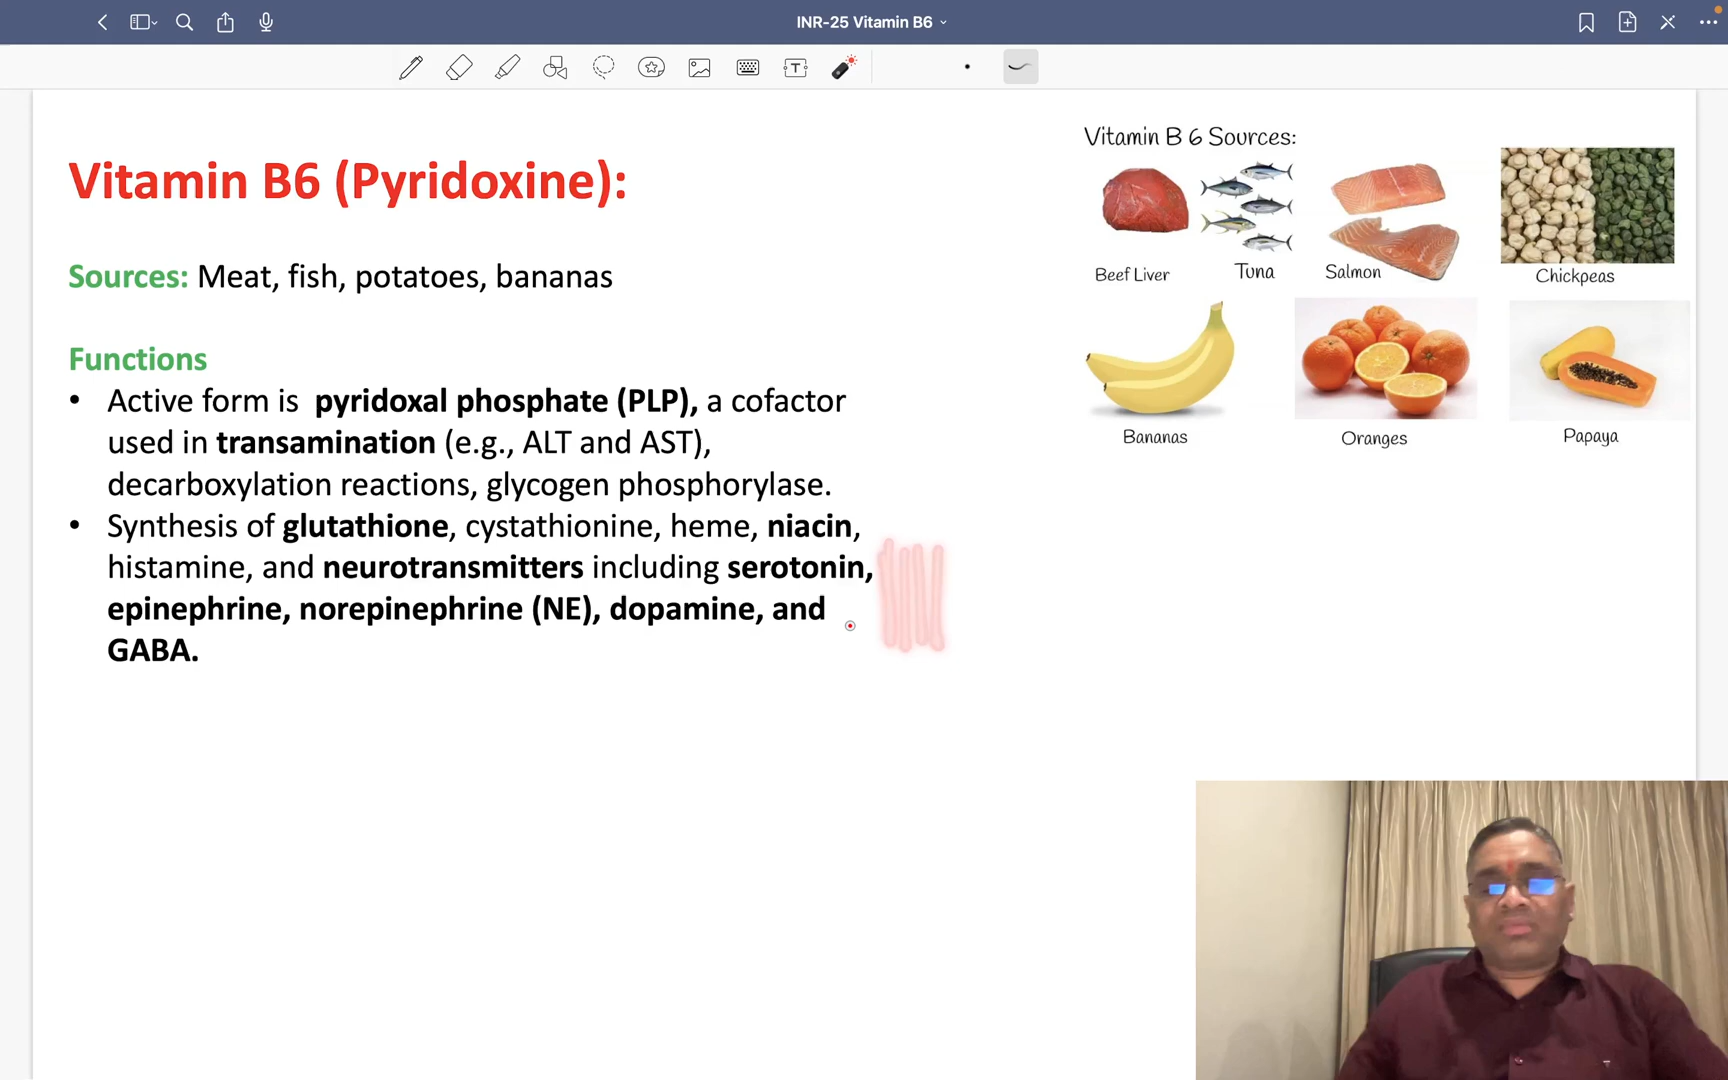 INR-25 Vitamin B6
Vitamin B6 (Pyridoxine):
Sources: Meat, fish, potatoes, bananas
Functions
• Active form is pyridoxal phosphate (PLP), a cofactor
used in transamination (e.g., ALT and AST),
decarboxylation reactions, glycogen phosphorylase.
• Synthesis of glutathione, cystathionine, heme, niacin,
histamine, and neurotransmitters including serotonin,
epinephrine, norepinephrine (NE), dopamine, and
GABA.
Vitamin B 6 Sources:
Beef Liver
Tuna
Salmon
Chickpeas
Bananas
Oranges
Papaya